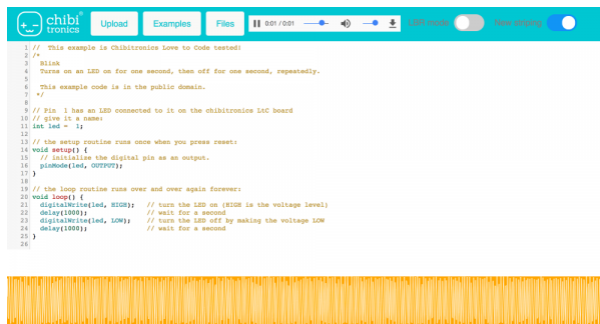 chibi
tronics
Upload
Examples
Files
0:01 / 0:01
LBR mode:
1 // This example is Chibitronics Love to Code tested!
2 /*
3 Blink
4 Turns on an LED on for one second, then off for one second, repeatedly.
5
6 This example code is in the public domain.
7 */
8
9 // Pin 1 has an LED connected to it on the chibitronics LtC board
10 // give it a name:
11 int led = 1;
12
13 // the setup routine runs once when you press reset:
14 void setup() {
15 // initialize the digital pin as an output.
16 pinMode(led, OUTPUT);
17 }
18
19 // the loop routine runs over and over again forever:
20 void loop() {
21 digitalWrite(led, HIGH); // turn the LED on (HIGH is the voltage level)
22 delay(1000); // wait for a second
23 digitalWrite(led, LOW); // turn the LED off by making the voltage LOW
24 delay(1000); // wait for a second
25 }
26